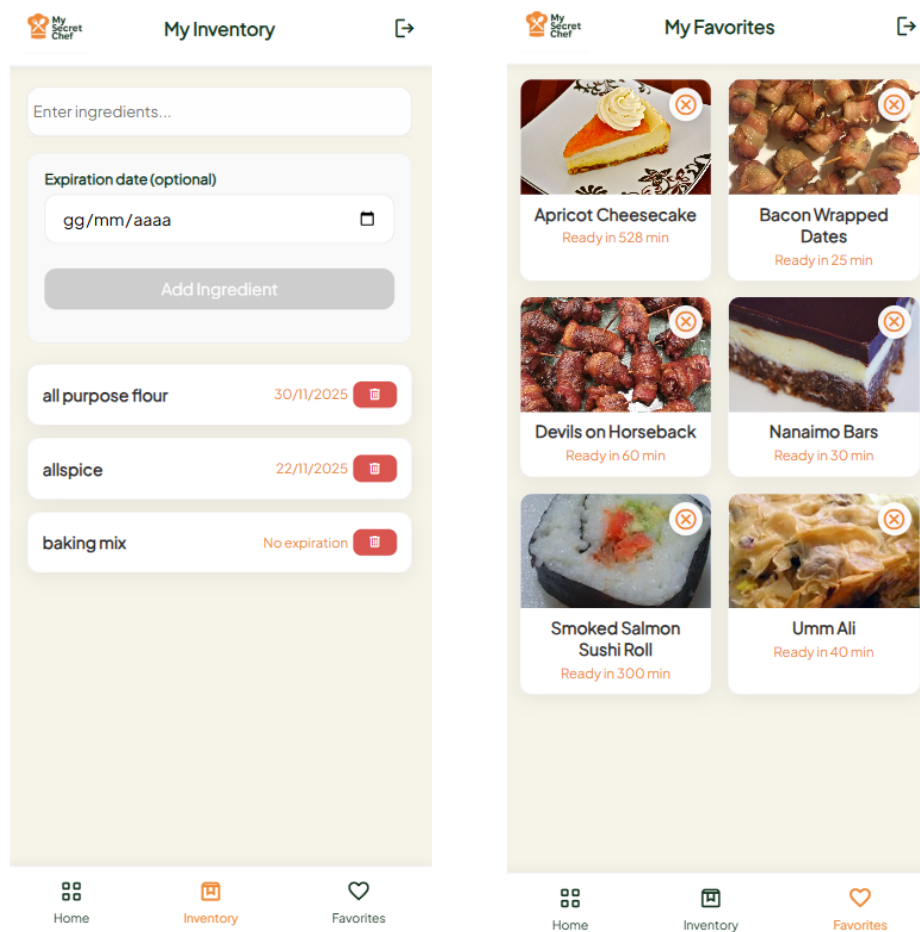 My
Secret
Chef
My Inventory
Enter ingredients...
Expiration date (optional)
gg/mm/aaaa
Add Ingredient
all purpose flour
30/11/2025
allspice
22/11/2025
baking mix
No expiration
Home
Inventory
Favorites
My
Secret
Chef
My Favorites
Apricot Cheesecake
Ready in 528 min
Bacon Wrapped
Dates
Ready in 25 min
Devils on Horseback
Ready in 60 min
Nanaimo Bars
Ready in 30 min
Smoked Salmon
Sushi Roll
Ready in 300 min
Umm Ali
Ready in 40 min
Home
Inventory
Favorites